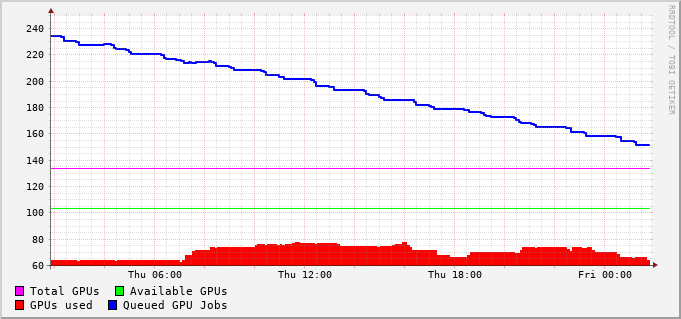 RRDTOOL / TOBI OETIKER
240
220
200
180
160
140
120
100
80
60
Thu 06:00 Thu 12:00 Thu 18:00 Fri 00:00
Total GPUs Available GPUs
GPUs used Queued GPU Jobs